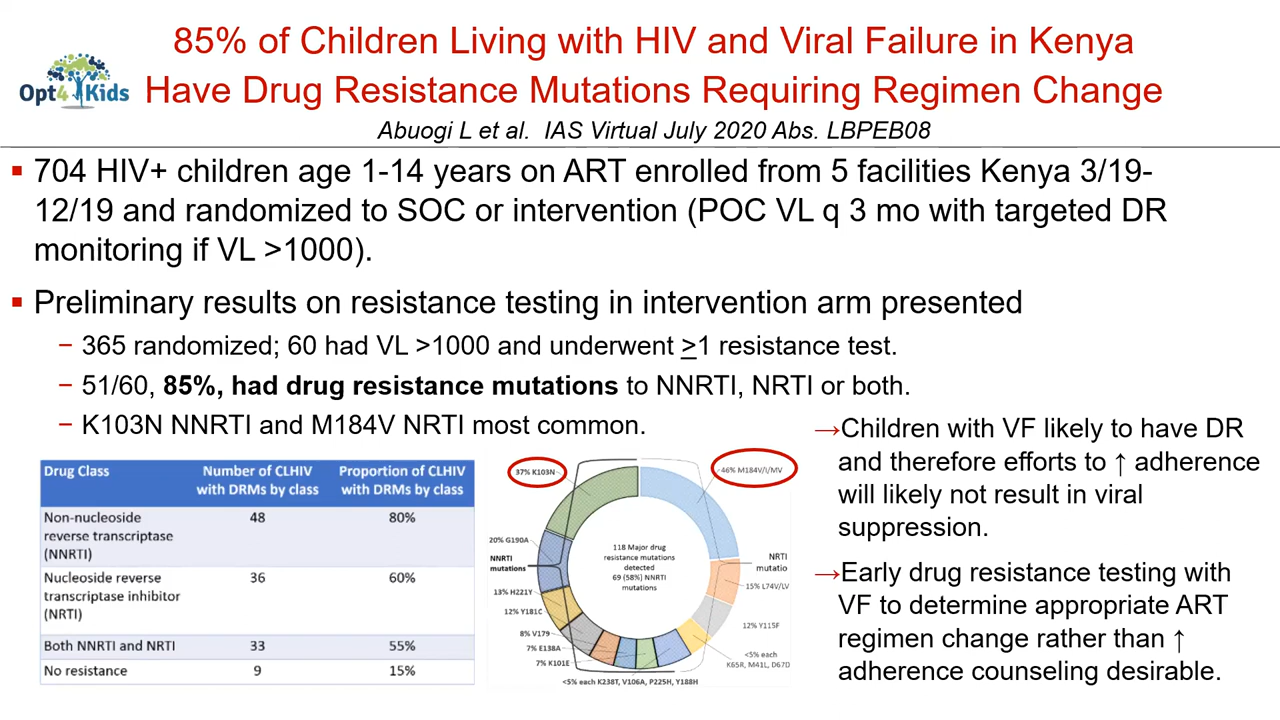 85% of Children Living with HIV and Viral Failure in Kenya
Have Drug Resistance Mutations Requiring Regimen Change
Opt4Kids
Abuogi L et al. IAS Virtual July 2020 Abs. LBPEB08
▪ 704 HIV+ children age 1-14 years on ART enrolled from 5 facilities Kenya 3/19-
12/19 and randomized to SOC or intervention (POC VL q 3 mo with targeted DR
monitoring if VL >1000).
▪ Preliminary results on resistance testing in intervention arm presented
− 365 randomized; 60 had VL >1000 and underwent >1 resistance test.
− 51/60, 85%, had drug resistance mutations to NNRTI, NRTI or both.
− K103N NNRTI and M184V NRTI most common.
Drug Class Number of CLHIV with DRMs by class Proportion of CLHIV with DRMs by class
Non-nucleoside reverse transcriptase (NNRTI) 48 80%
Nucleoside reverse transcriptase inhibitor (NRTI) 36 60%
Both NNRTI and NRTI 33 55%
No resistance 9 15%
37% K103N
46% M184V/I/MV
20% G190A
NNRTI
mutations
13% H221Y
12% Y181C
8% V179
7% E138A
7% K101E
<5% each K238T, V106A, P225H, Y188H
118 Major drug
resistance mutations
detected
69 (58%) NNRTI
mutations
NRTI
mutatio
15% L74V/LV
12% Y115F
<5% each
K65R, M41L, D67D
→Children with VF likely to have DR
and therefore efforts to ↑ adherence
will likely not result in viral
suppression.
→Early drug resistance testing with
VF to determine appropriate ART
regimen change rather than ↑
adherence counseling desirable.